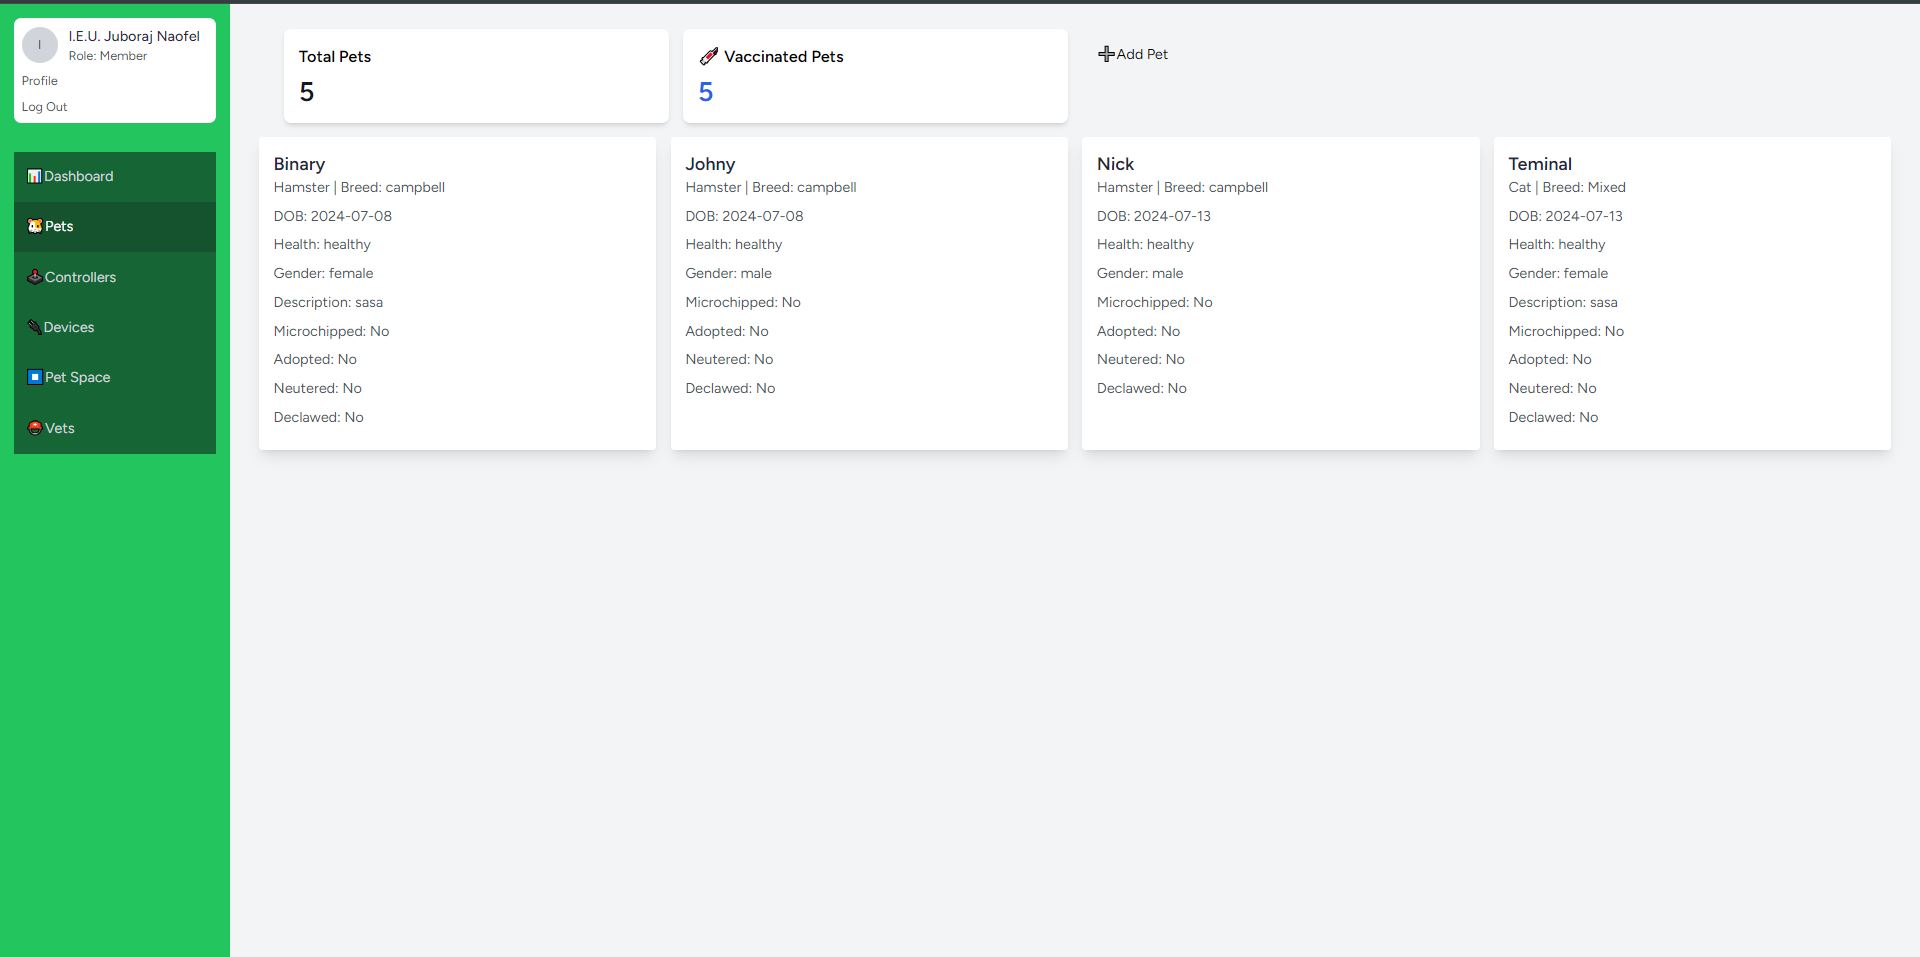 I
I.E.U. Juboraj Naofel
Role: Member
Profile
Log Out
Dashboard
Pets
Controllers
Devices
Pet Space
Vets
Total Pets
5
Vaccinated Pets
5
Add Pet
Binary
Hamster | Breed: campbell
DOB: 2024-07-08
Health: healthy
Gender: female
Description: sasa
Microchipped: No
Adopted: No
Neutered: No
Declawed: No
Johny
Hamster | Breed: campbell
DOB: 2024-07-08
Health: healthy
Gender: male
Microchipped: No
Adopted: No
Neutered: No
Declawed: No
Nick
Hamster | Breed: campbell
DOB: 2024-07-13
Health: healthy
Gender: male
Microchipped: No
Adopted: No
Neutered: No
Declawed: No
Teminal
Cat | Breed: Mixed
DOB: 2024-07-13
Health: healthy
Gender: female
Description: sasa
Microchipped: No
Adopted: No
Neutered: No
Declawed: No